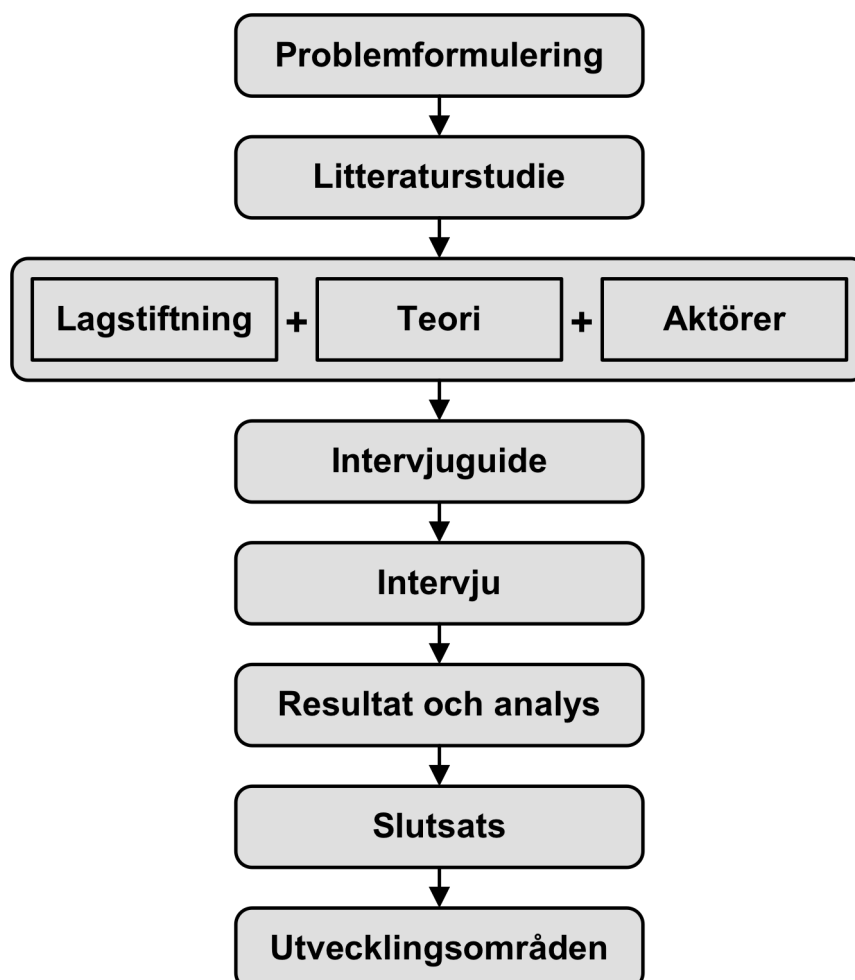 Problemformulering
Litteraturstudie
Lagstiftning + Teori + Aktörer
Intervjuguide
Intervju
Resultat och analys
Slutsats
Utvecklingsområden